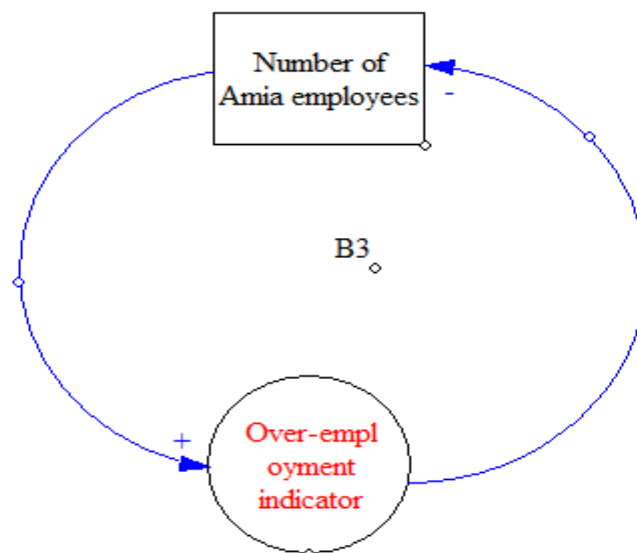 Number of
Amia employees
-
B3
+
Over-empl
oyment
indicator